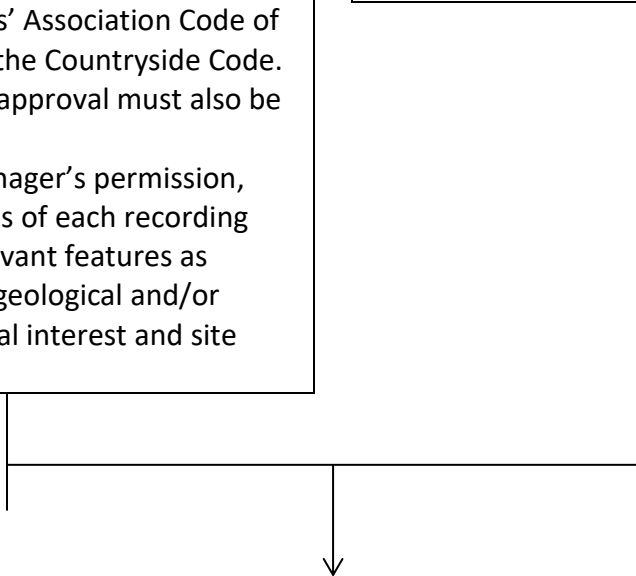 s’ Association Code of
the Countryside Code.
approval must also be
nager’s permission,
s of each recording
vant features as
geological and/or
al interest and site